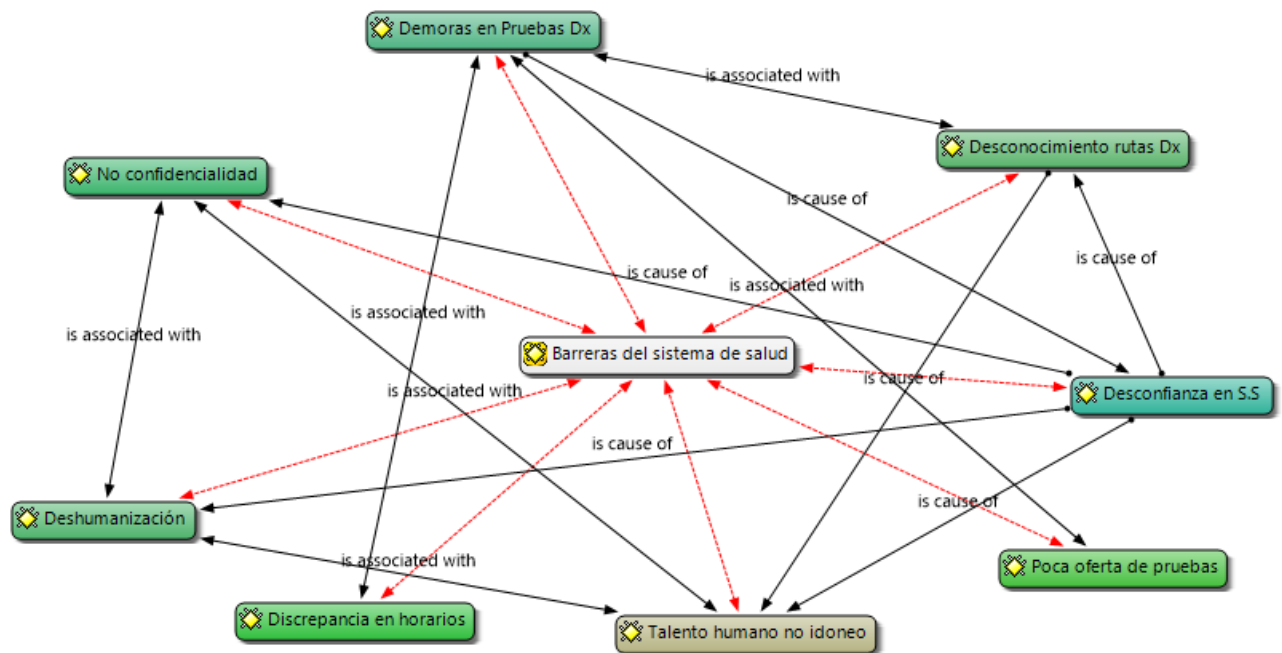 Demoras en Pruebas Dx
is associated with
Desconocimiento rutas Dx
No confidencialidad
is cause of
is cause of
is cause of
is associated with
is associated with
is associated with
Barreras del sistema de salud
is cause of
is associated with
Desconfianza en S.S
is cause of
is cause of
Deshumanización
is associated with
Poca oferta de pruebas
Discrepancia en horarios
Talento humano no idoneo